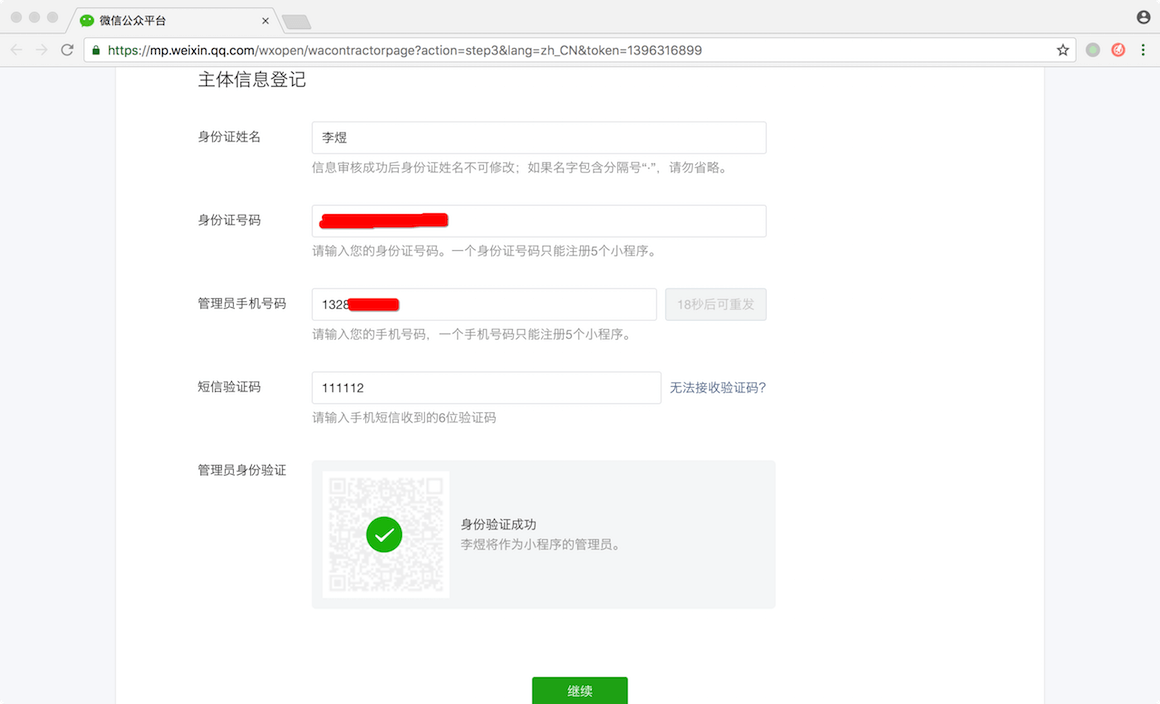 微信公众平台
https://mp.weixin.qq.com/wxopen/wacontractorpage?action=step3&lang=zh_CN&token=1396316899
主体信息登记
身份证姓名
李煜
信息审核成功后身份证姓名不可修改；如果名字包含分隔号“·”，请勿省略。
身份证号码
请输入您的身份证号码。一个身份证号码只能注册5个小程序。
管理员手机号码
1328
18秒后可重发
请输入您的手机号码，一个手机号码只能注册5个小程序。
短信验证码
111112
无法接收验证码?
请输入手机短信收到的6位验证码
管理员身份验证
身份验证成功
李煜将作为小程序的管理员。
继续